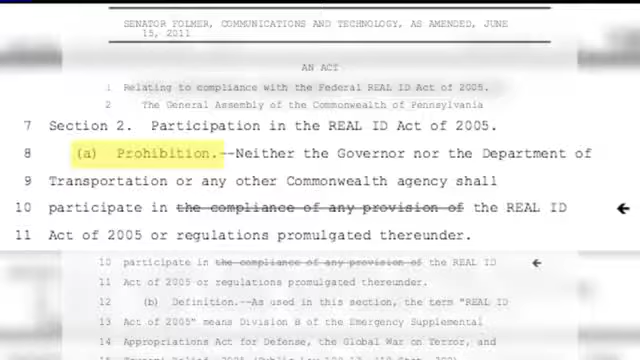 SENATOR FOLMER, COMMUNICATIONS AND TECHNOLOGY, AS AMENDED, JUNE
15, 2011
AN ACT
1 Relating to compliance with the Federal REAL ID Act of 2005.
2 The General Assembly of the Commonwealth of Pennsylvania
7 Section 2. Participation in the REAL ID Act of 2005.
8 (a) Prohibition.--Neither the Governor nor the Department of
9 Transportation or any other Commonwealth agency shall
10 participate in the compliance of any provision of the REAL ID
11 Act of 2005 or regulations promulgated thereunder.
10 participate in the compliance of any provision of the REAL ID
11 Act of 2005 or regulations promulgated thereunder.
12 (b) Definition.--As used in this section, the term "REAL ID
13 Act of 2005" means Division B of the Emergency Supplemental
14 Appropriations Act for Defense, the Global War on Terror, and